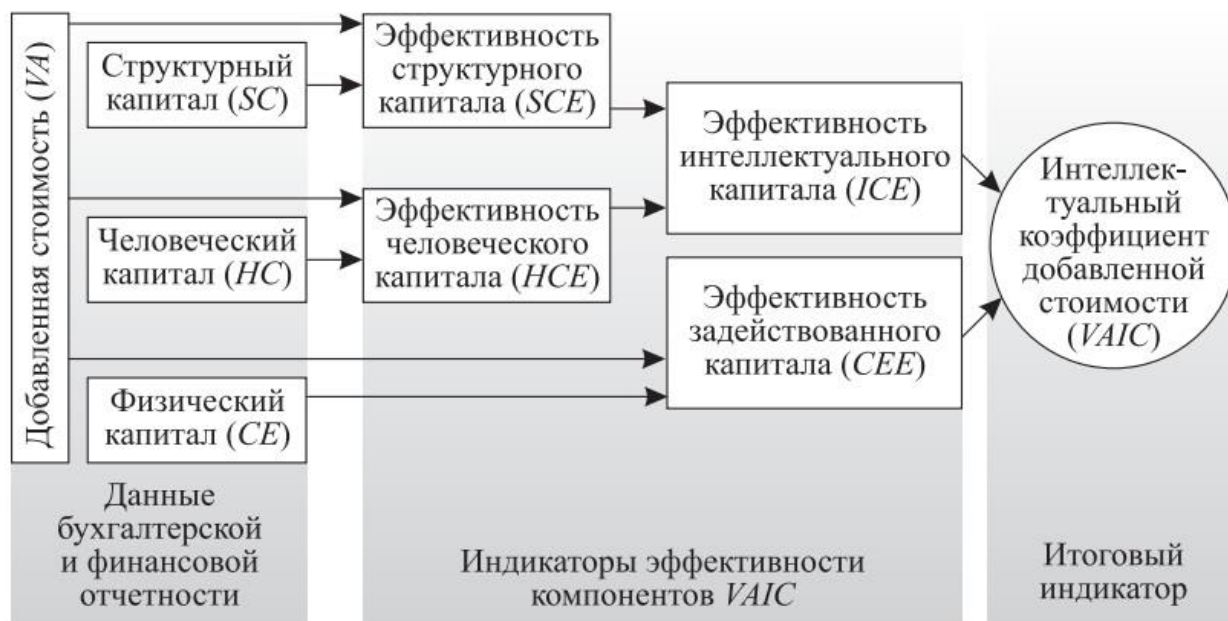 Добавленная стоимость (VA)
Структурный
капитал (SC)
Человеческий
капитал (HC)
Физический
капитал (CE)
Данные
бухгалтерской
и финансовой
отчетности
Эффективность
структурного
капитала (SCE)
Эффективность
человеческого
капитала (HCE)
Эффективность
интеллектуального
капитала (ICE)
Эффективность
задействованного
капитала (CEE)
Индикаторы эффективности
компонентов VAIC
Интеллек-
туальный
коэффициент
добавленной
стоимости
(VAIC)
Итоговый
индикатор